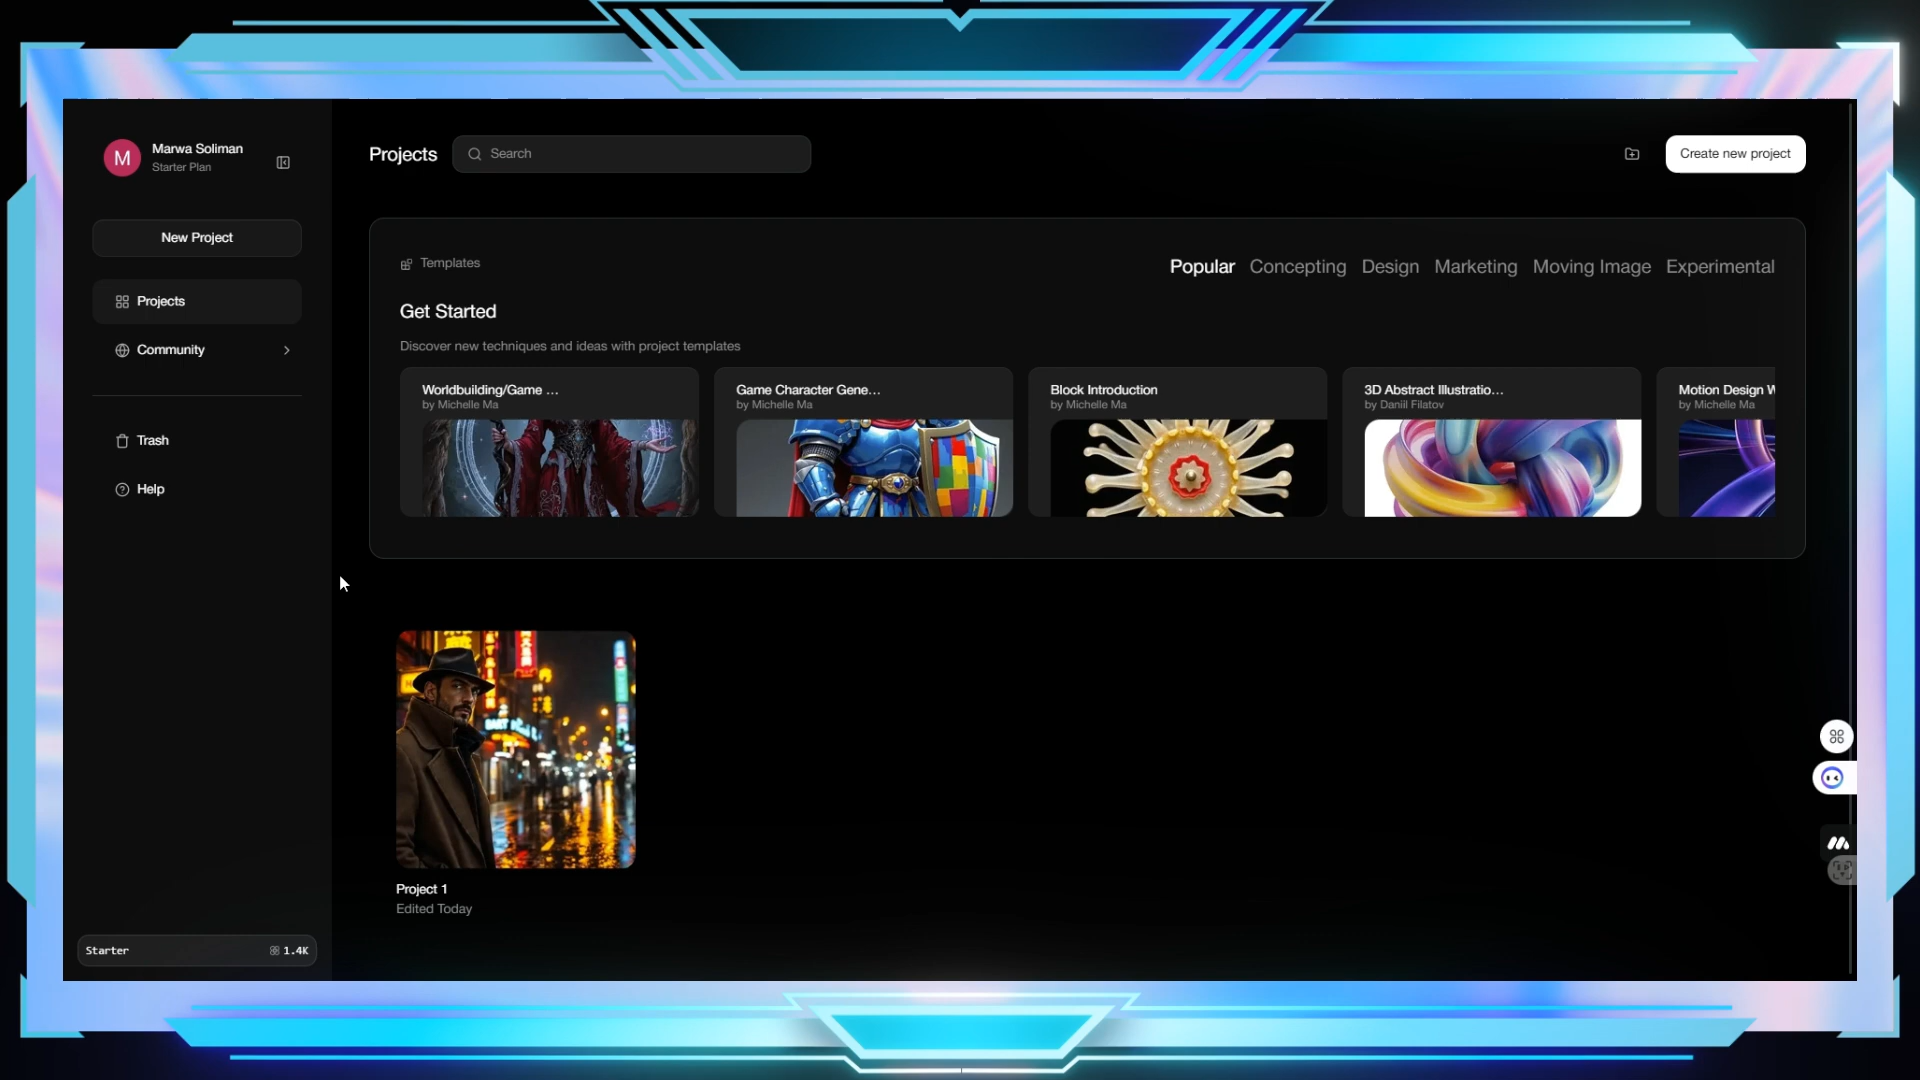 M
Marwa Soliman
Starter Plan
New Project
Projects
Community
Trash
Help
Starter
1.4K
Projects
Search
Create new project
Templates
Popular Concepting Design Marketing Moving Image Experimental
Get Started
Discover new techniques and ideas with project templates
Worldbuilding/Game ...
by Michelle Ma
Game Character Gene...
by Michelle Ma
Block Introduction
by Michelle Ma
3D Abstract Illustratio...
by Daniil Filatov
Motion Design W
by Michelle Ma
Project 1
Edited Today